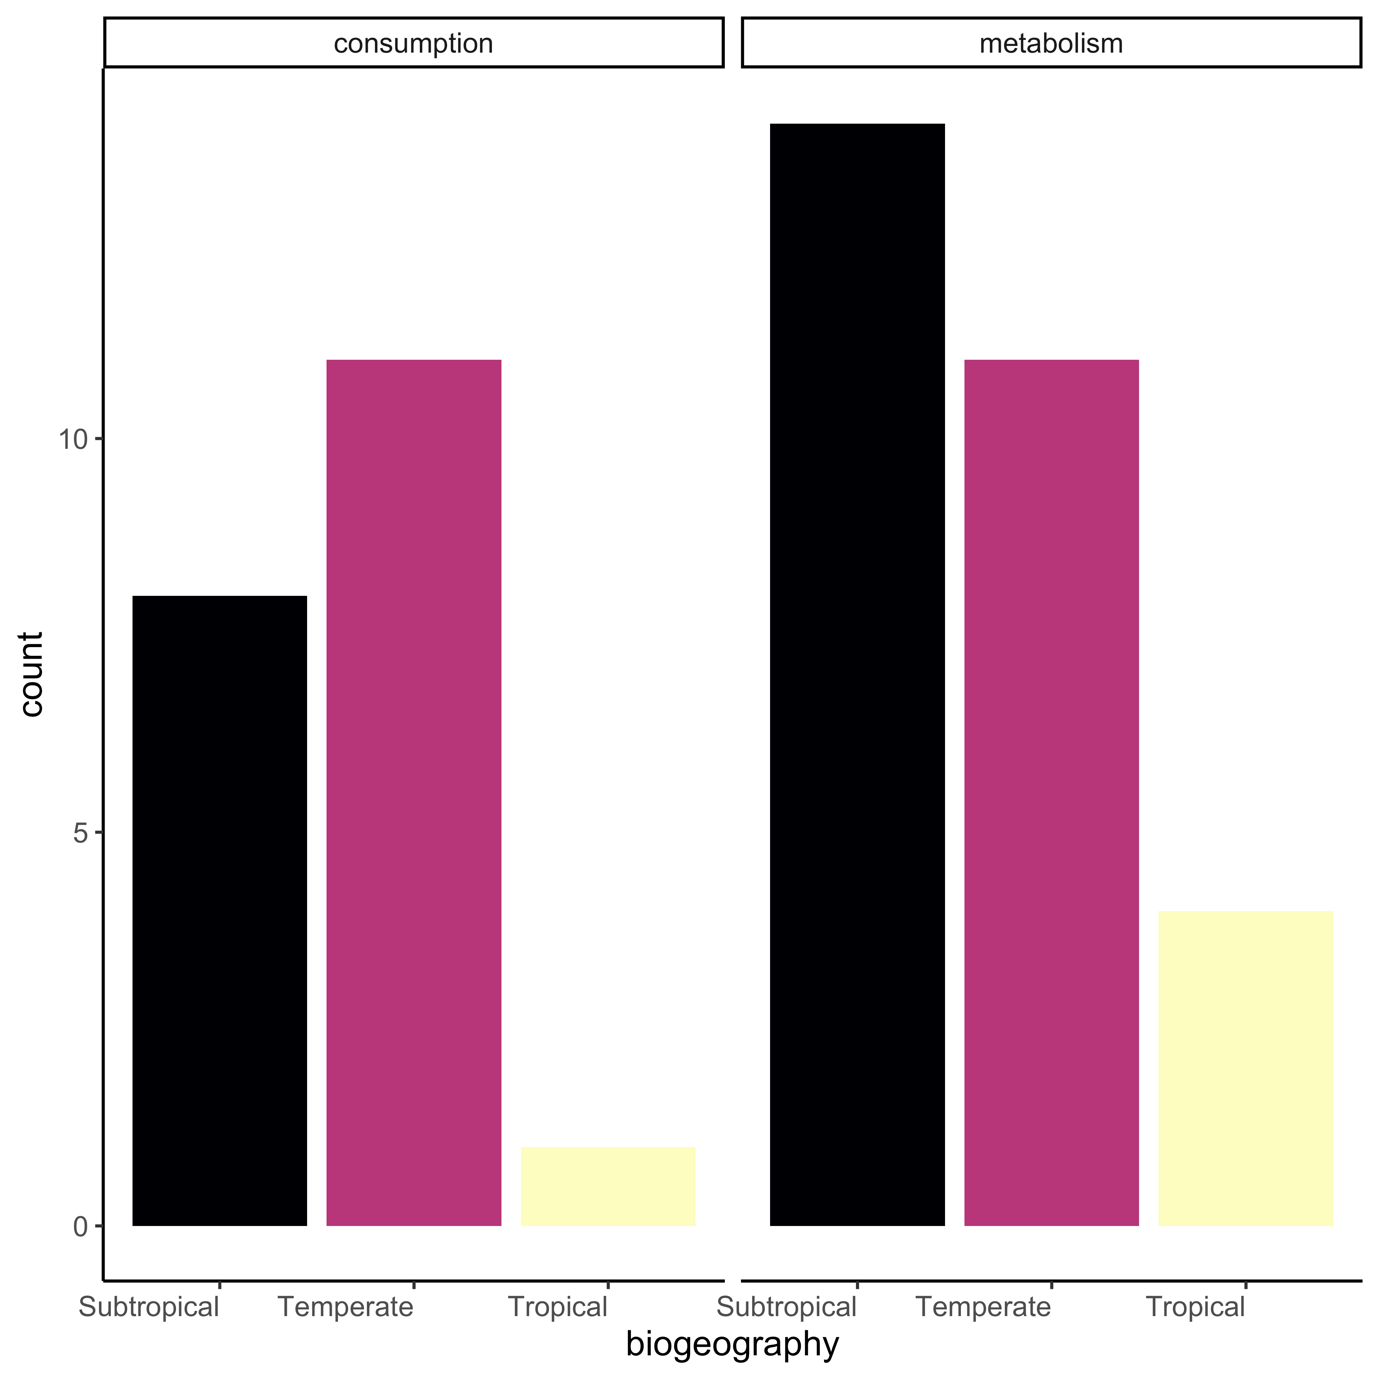 consumption metabolism
count
10
5
0
Subtropical Temperate Tropical Subtropical Temperate Tropical
biogeography